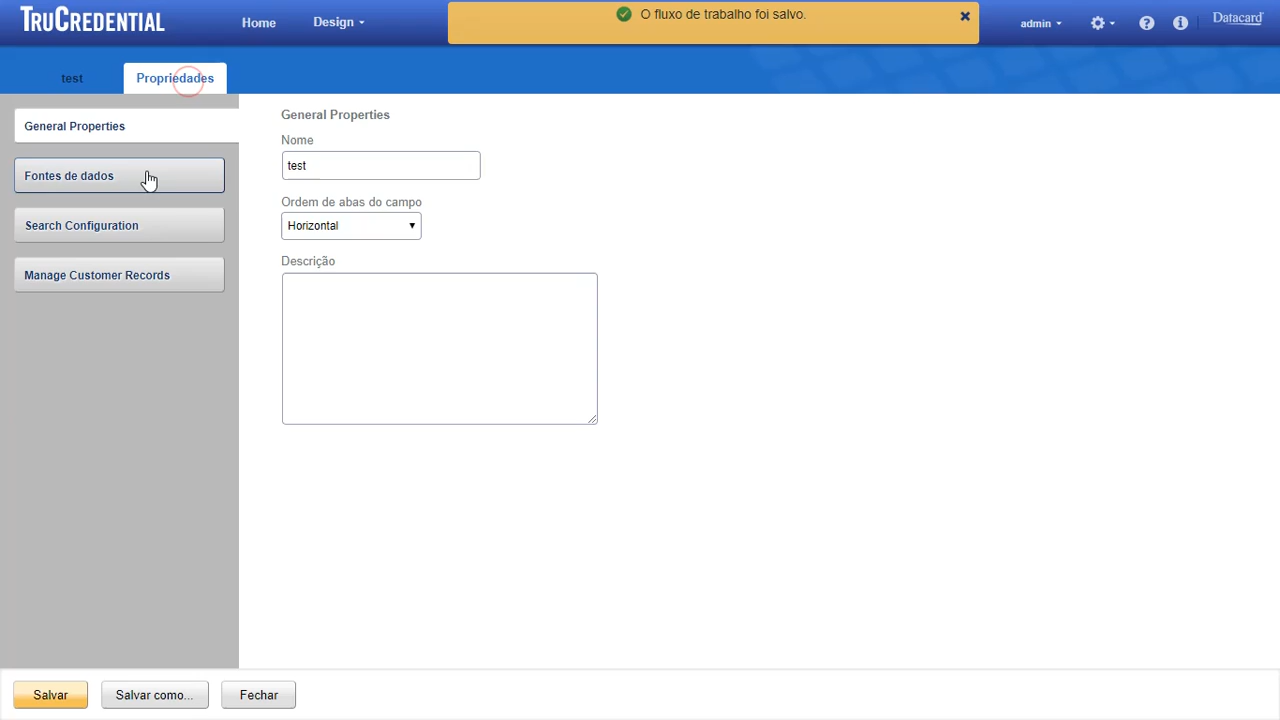 TruCredential
Home
Design
O fluxo de trabalho foi salvo.
admin
Datacard
test
Propriedades
General Properties
Fontes de dados
Search Configuration
Manage Customer Records
General Properties
Nome
test
Ordem de abas do campo
Horizontal
Descrição
Salvar
Salvar como...
Fechar